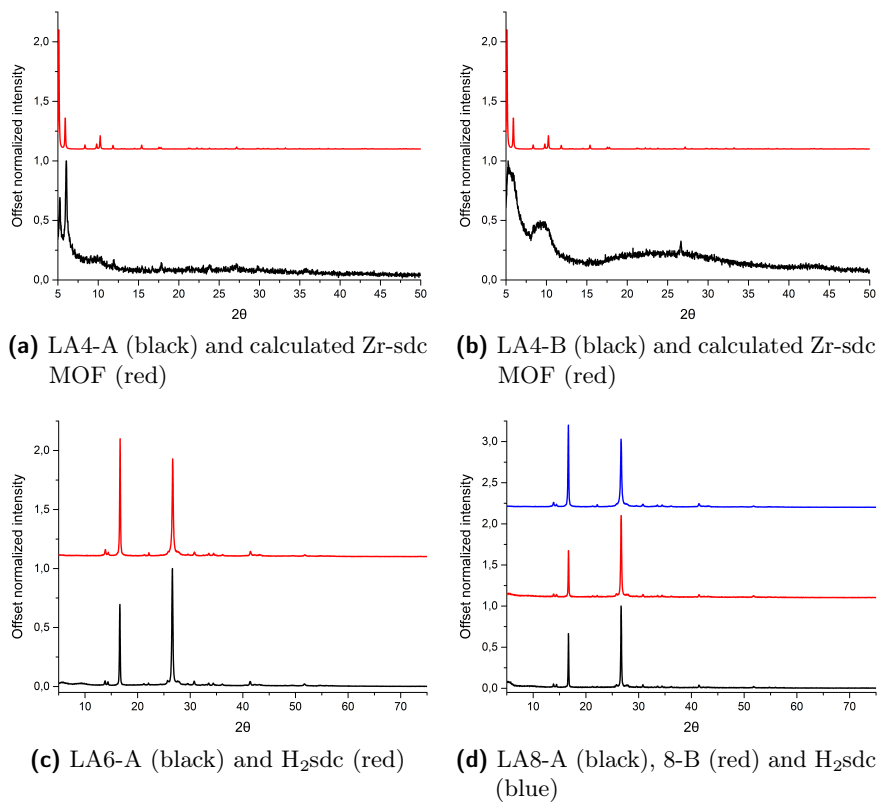 Offset normalized intensity
2,0
1,5
1,0
0,5
0,0
5 10 15 20 25 30 35 40 45 50
2θ
(a) LA4-A (black) and calculated Zr-sdc
MOF (red)
Offset normalized intensity
2,0
1,5
1,0
0,5
0,0
5 10 15 20 25 30 35 40 45 50
2θ
(b) LA4-B (black) and calculated Zr-sdc
MOF (red)
Offset normalized intensity
2,0
1,5
1,0
0,5
0,0
10 20 30 40 50 60 70
2θ
(c) LA6-A (black) and H₂sdc (red)
Offset normalized intensity
3,0
2,5
2,0
1,5
1,0
0,5
0,0
10 20 30 40 50 60 70
2θ
(d) LA8-A (black), 8-B (red) and H₂sdc
(blue)